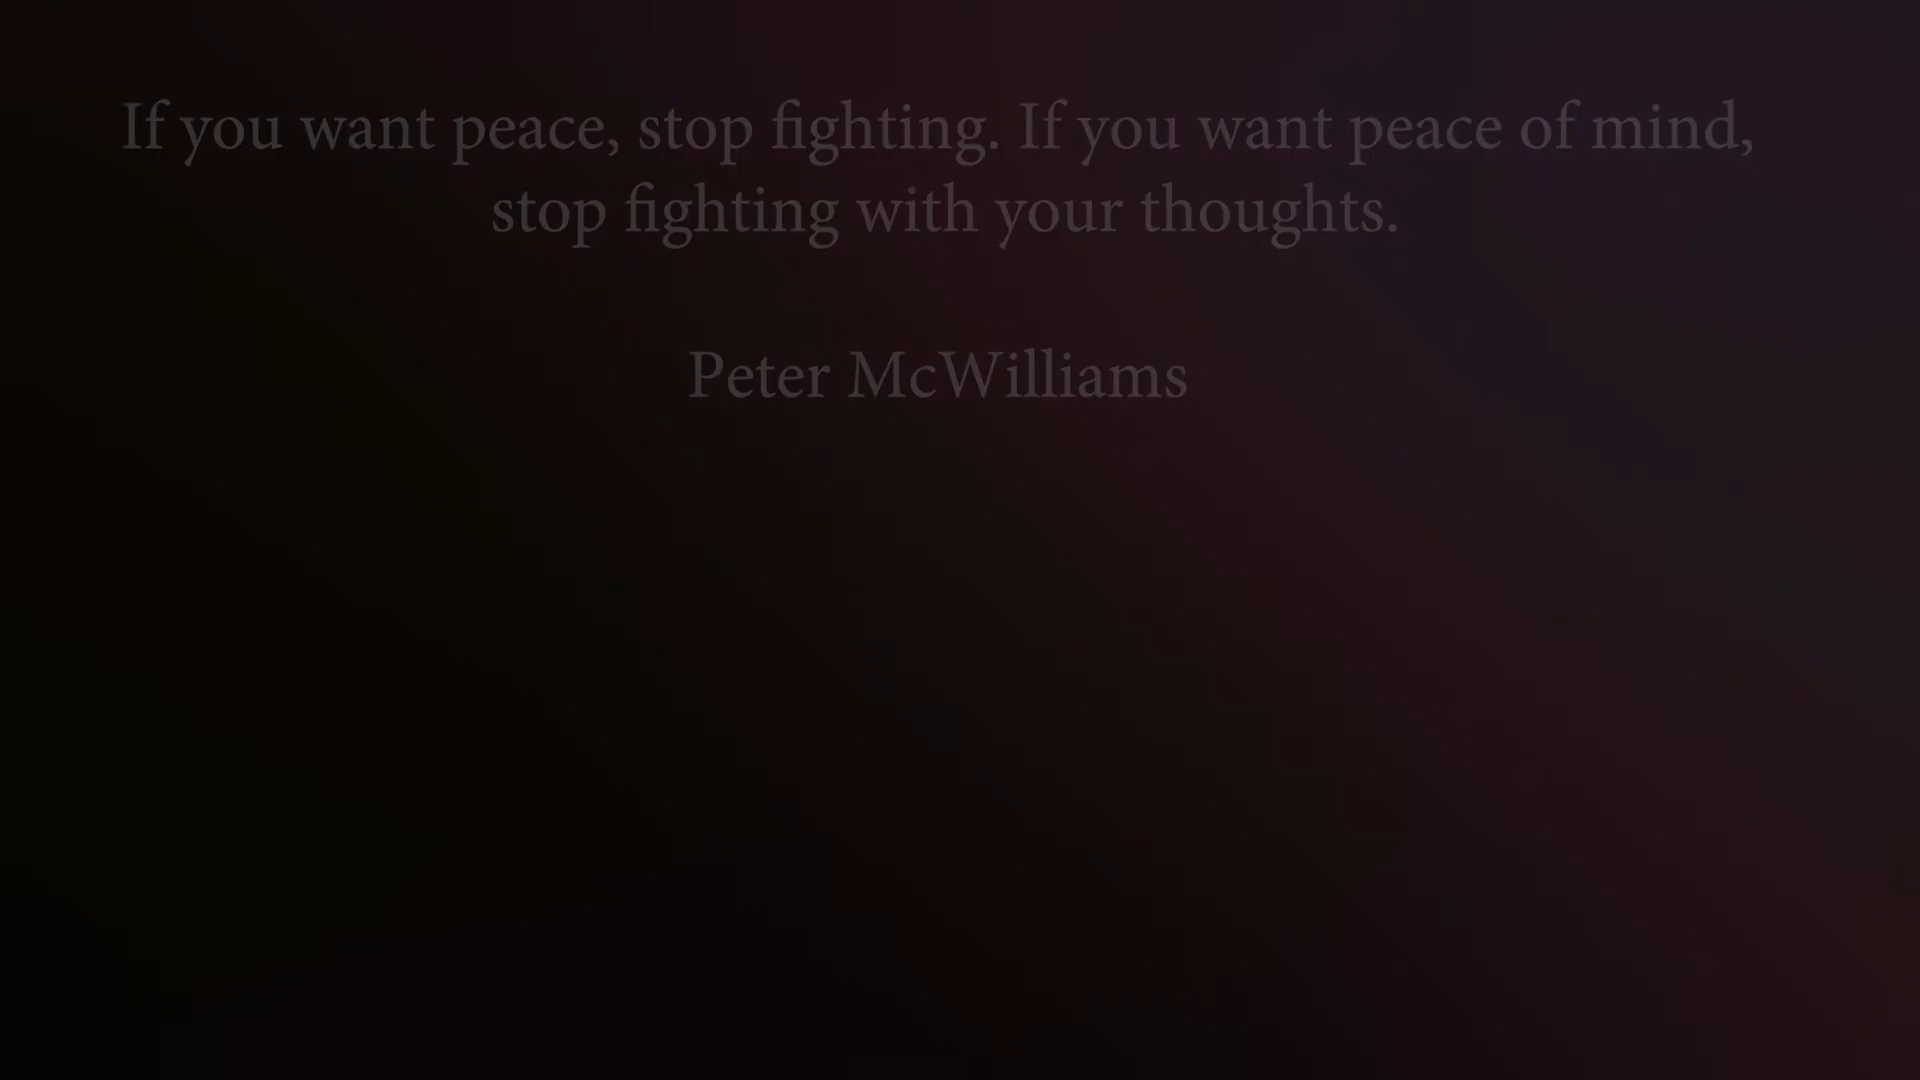 If you want peace, stop fighting. If you want peace of mind,
stop fighting with your thoughts.
Peter McWilliams